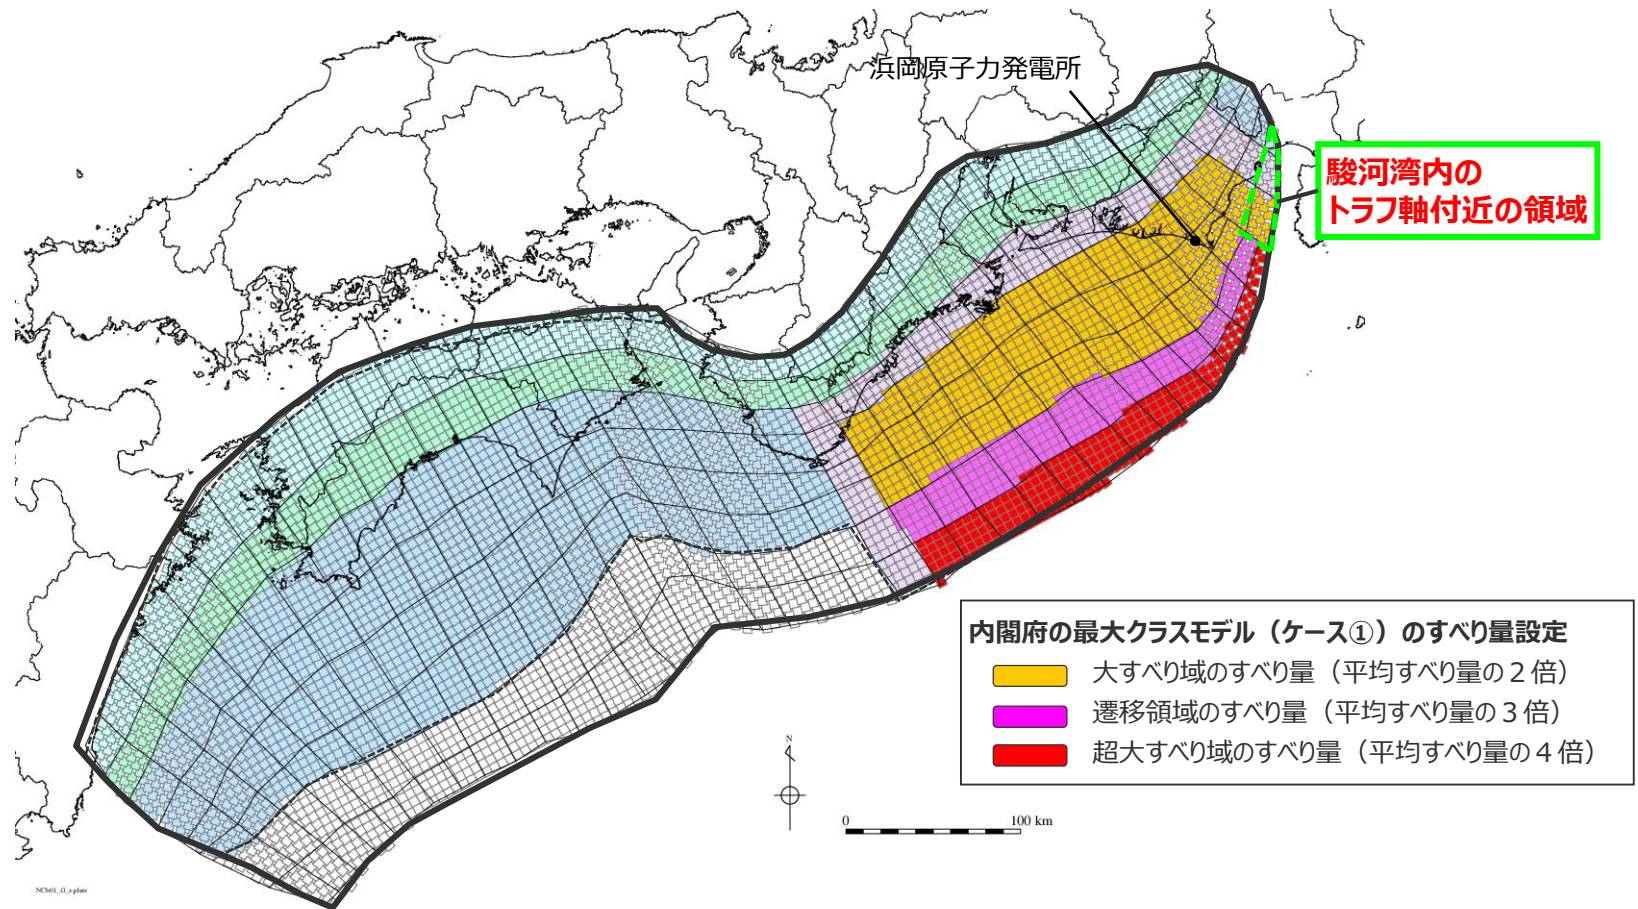 浜岡原子力発電所
駿河湾内の
トラフ軸付近の領域
内閣府の最大クラスモデル（ケース①）のすべり量設定
大すべり域のすべり量（平均すべり量の２倍）
遷移領域のすべり量（平均すべり量の３倍）
超大すべり域のすべり量（平均すべり量の４倍）
N
0 100 km